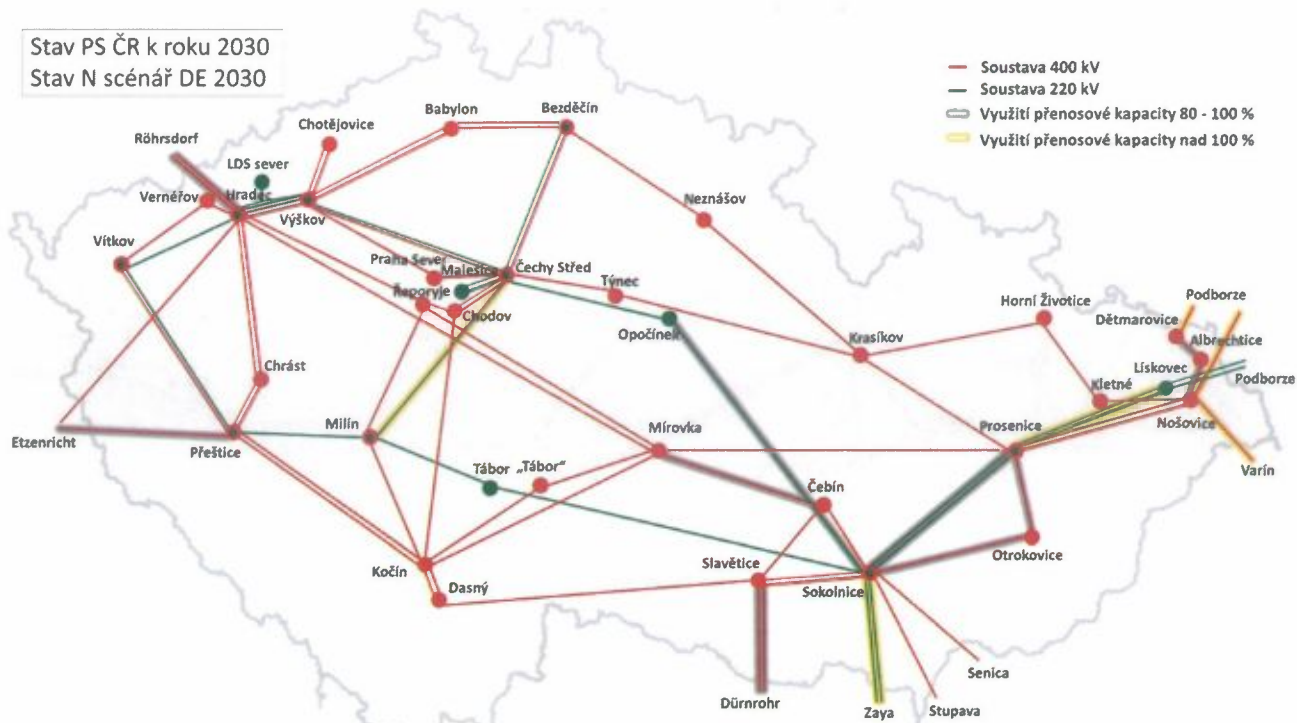 Stav PS ČR k roku 2030
Stav N scénář DE 2030
Soustava 400 kV
Soustava 220 kV
Využití přenosové kapacity 80 - 100 %
Využití přenosové kapacity nad 100 %
Babylon
Bezděčín
Chotějovice
Röhrsdorf
LDS sever
Vernéřov
Hradec
Výškov
Neznášov
Vítkov
Praha Sever
Malešice
Čechy Střed
Týnec
Řeporyje
Chodov
Opočínek
Horní Životice
Podborze
Dětmarovice
Albrechtice
Krasíkov
Lískovec
Podborze
Kletné
Chrást
Nošovice
Etzenricht
Přeštice
Milín
Mírovka
Prosenice
Varín
Tábor
„Tábor“
Čebín
Otrokovice
Kočín
Dasný
Slavětice
Sokolnice
Senica
Dürnrohr
Zaya
Stupava